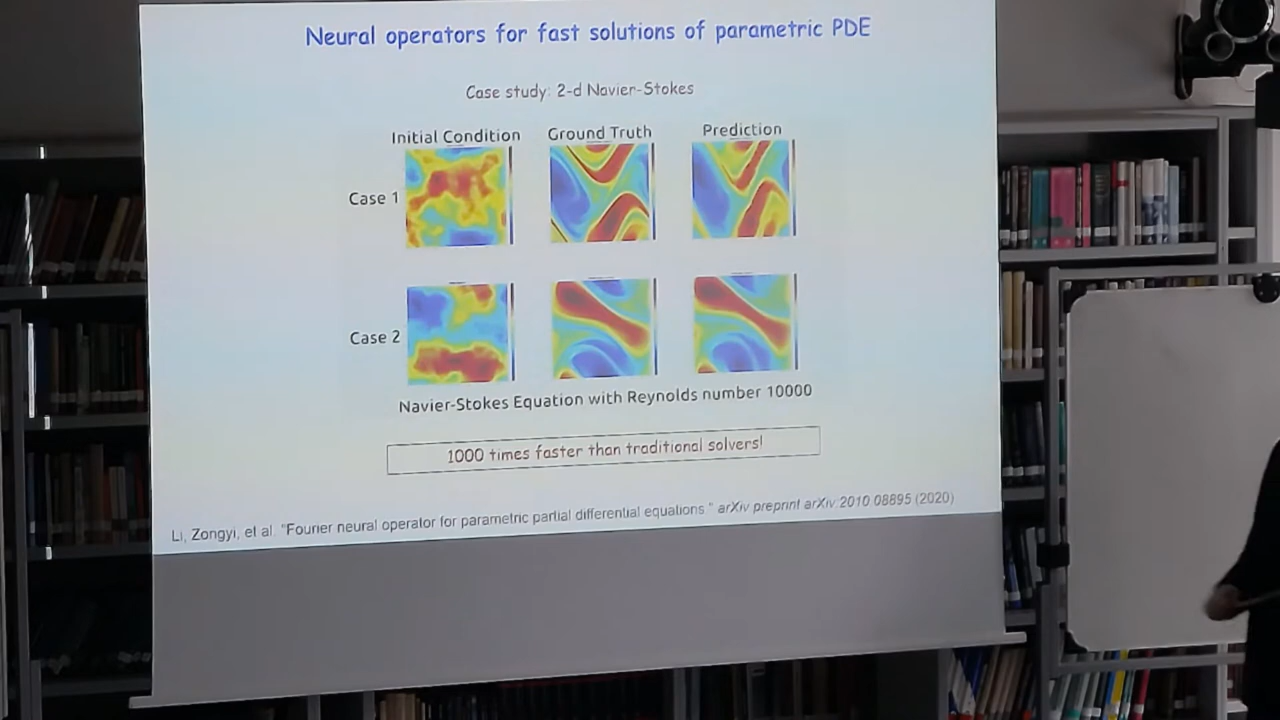 Neural operators for fast solutions of parametric PDE
Case study: 2-d Navier-Stokes
Initial Condition Ground Truth Prediction
Case 1
Case 2
Navier-Stokes Equation with Reynolds number 10000
1000 times faster than traditional solvers!
Li, Zongyi, et al. "Fourier neural operator for parametric partial differential equations." arXiv preprint arXiv:2010.08895 (2020)